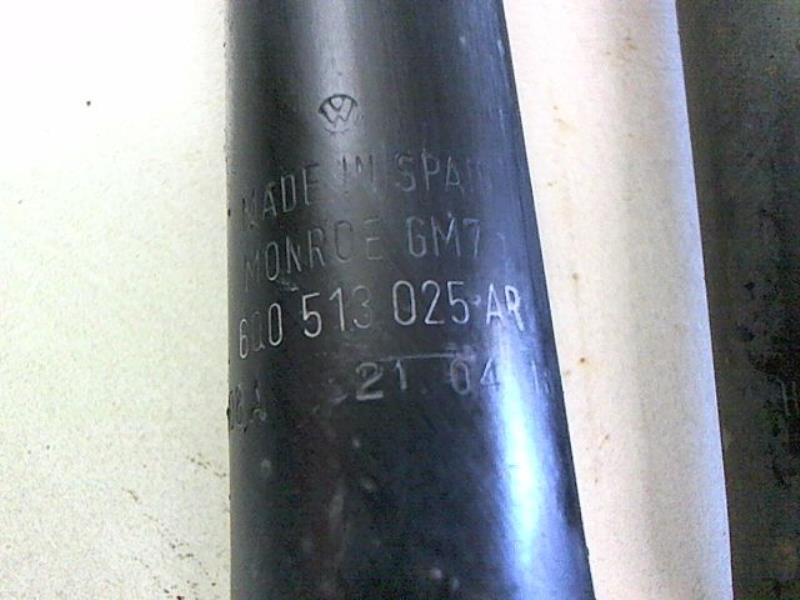 MADE IN SPAIN
MONROE GM7
6Q0 513 025 AR
21 04